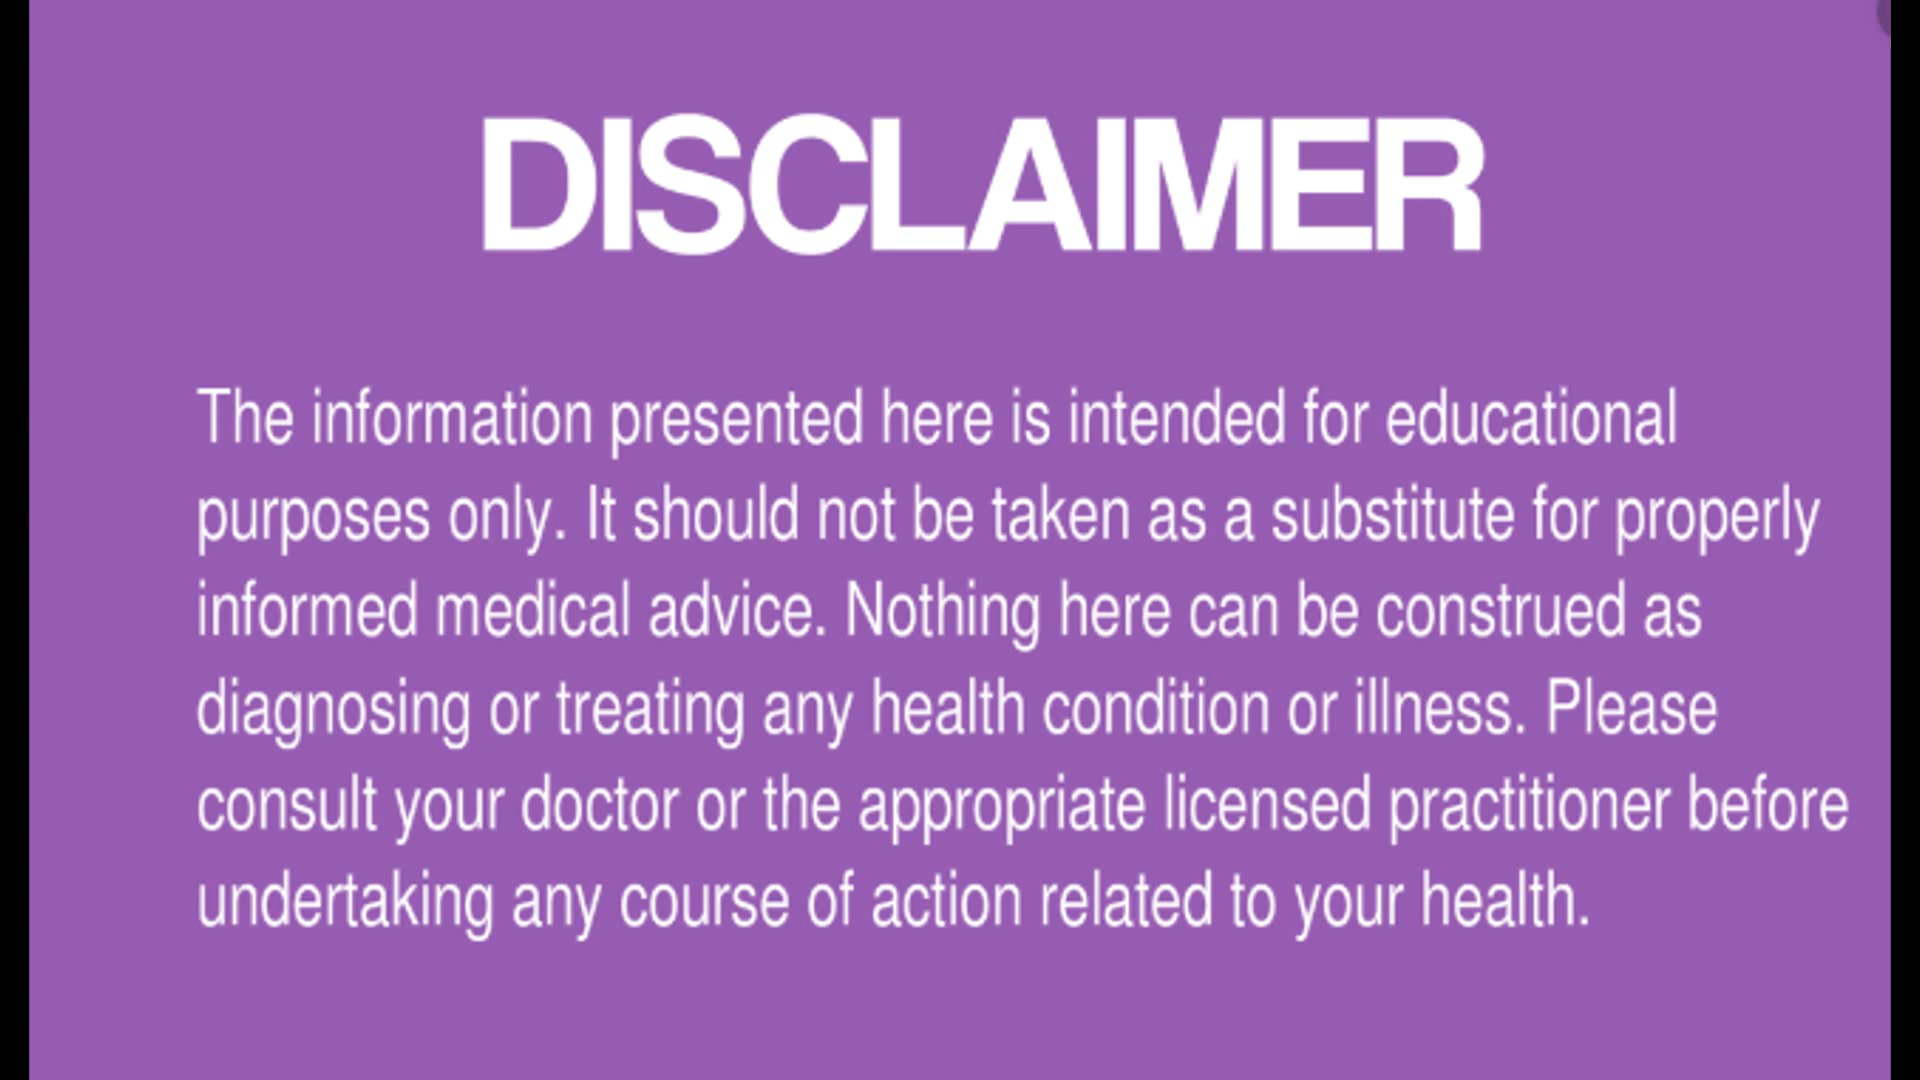 DISCLAIMER
The information presented here is intended for educational
purposes only. It should not be taken as a substitute for properly
informed medical advice. Nothing here can be construed as
diagnosing or treating any health condition or illness. Please
consult your doctor or the appropriate licensed practitioner before
undertaking any course of action related to your health.